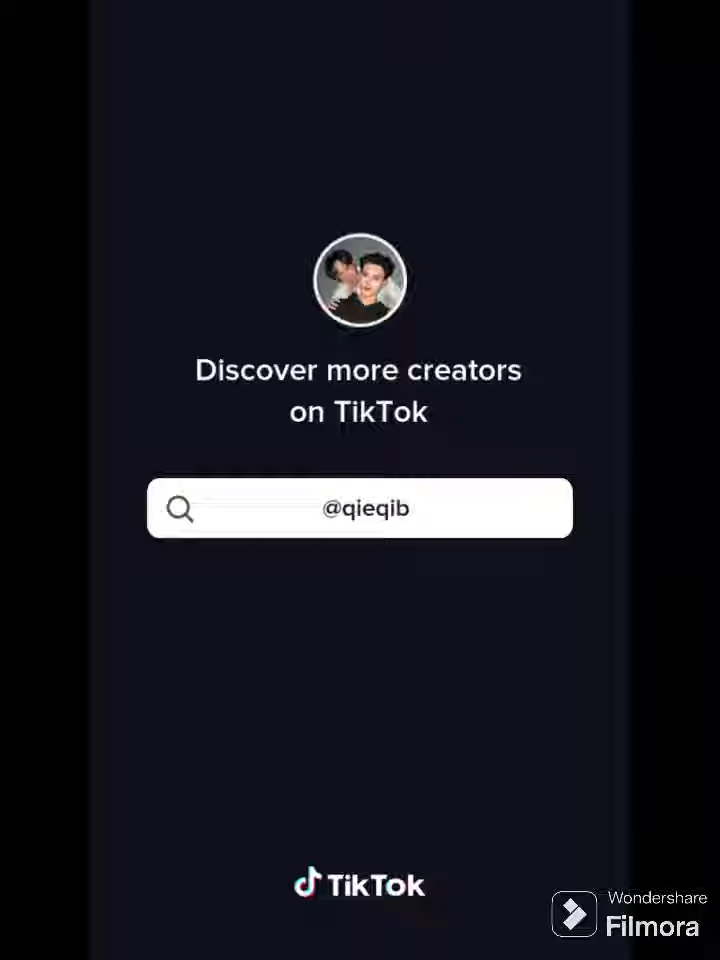 Discover more creators
on TikTok
@qieqib
TikTok
Wondershare
Filmora